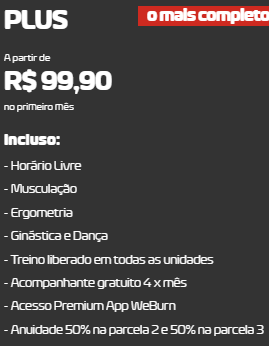 PLUS
o mais completo
A partir de
R$ 99,90
no primeiro mês
Incluso:
- Horário Livre
- Musculação
- Ergometria
- Ginástica e Dança
- Treino liberado em todas as unidades
- Acompanhante gratuito 4 x mês
- Acesso Premium App WeBurn
- Anuidade 50% na parcela 2 e 50% na parcela 3